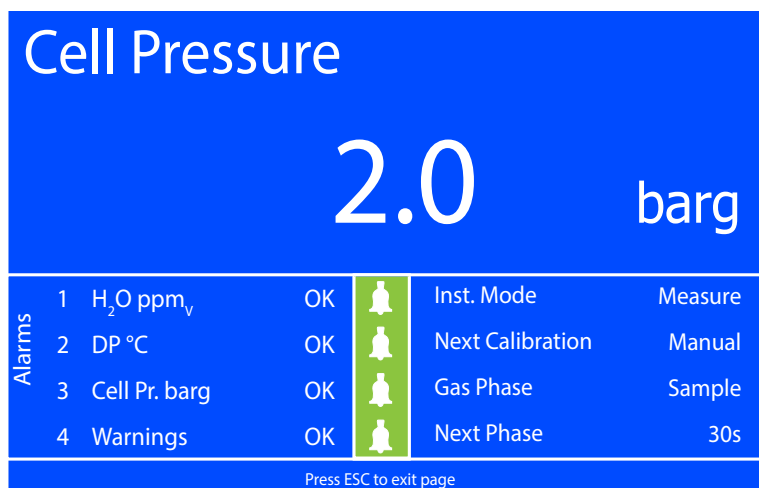 Cell Pressure
2.0 barg
Alarms
1 H₂O ppmᵥ OK
2 DP °C OK
3 Cell Pr. barg OK
4 Warnings OK
Inst. Mode Measure
Next Calibration Manual
Gas Phase Sample
Next Phase 30s
Press ESC to exit page